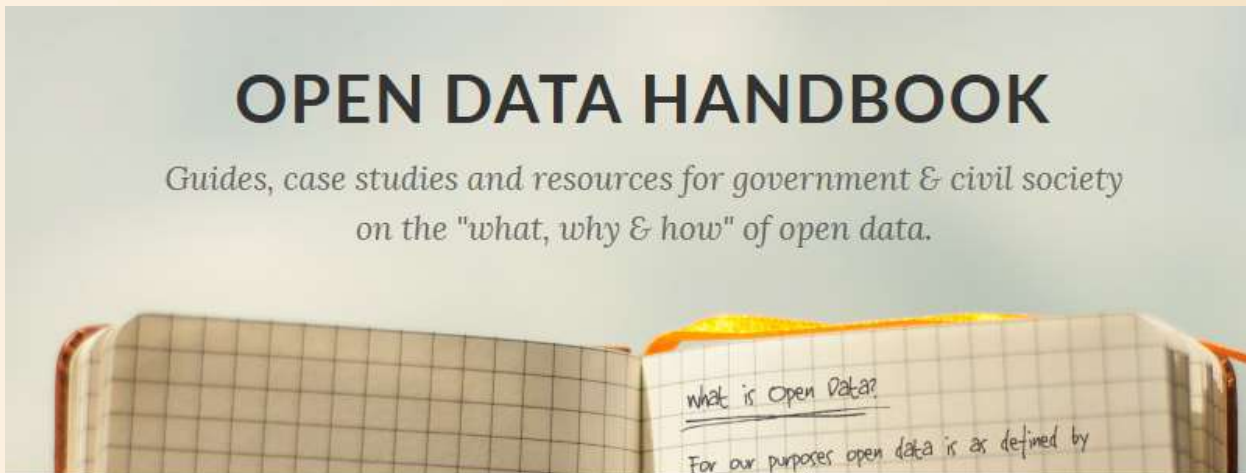 OPEN DATA HANDBOOK
Guides, case studies and resources for government & civil society
on the "what, why & how" of open data.
what is Open Data?
For our purposes open data is as defined by